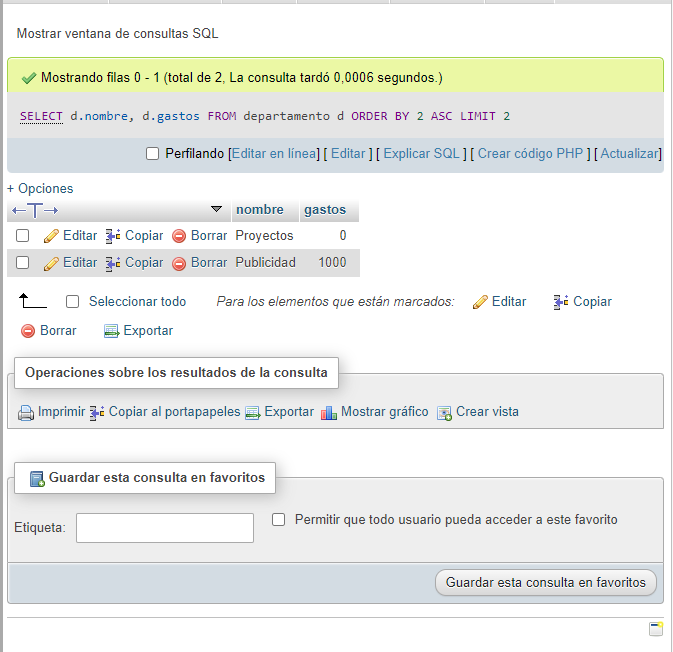 Mostrar ventana de consultas SQL
Mostrando filas 0 - 1 (total de 2, La consulta tardó 0,0006 segundos.)
SELECT d.nombre, d.gastos FROM departamento d ORDER BY 2 ASC LIMIT 2
Perfilando [Editar en línea] [ Editar ] [ Explicar SQL ] [ Crear código PHP ] [ Actualizar]
+ Opciones
←T→ nombre gastos
Editar Copiar Borrar Proyectos 0
Editar Copiar Borrar Publicidad 1000
Seleccionar todo Para los elementos que están marcados: Editar Copiar
Borrar Exportar
Operaciones sobre los resultados de la consulta
Imprimir Copiar al portapapeles Exportar Mostrar gráfico Crear vista
Guardar esta consulta en favoritos
Etiqueta: Permitir que todo usuario pueda acceder a este favorito
Guardar esta consulta en favoritos